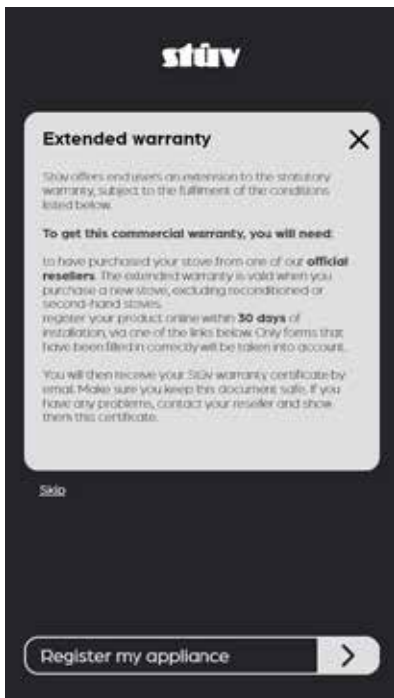 stûv
Extended warranty
Stûv offers end users an extension to the statutory
warranty, subject to the fulfilment of the conditions
listed below.
To get this commercial warranty, you will need:
to have purchased your stove from one of our official
resellers. The extended warranty is valid when you
purchase a new stove, excluding reconditioned or
second-hand stoves.
register your product online within 30 days of
installation, via one of the links below. Only forms that
have been filled in correctly will be taken into account.
You will then receive your Stûv warranty certificate by
email. Make sure you keep this document safe. If you
have any problems, contact your reseller and show
them this certificate.
Skip
Register my appliance